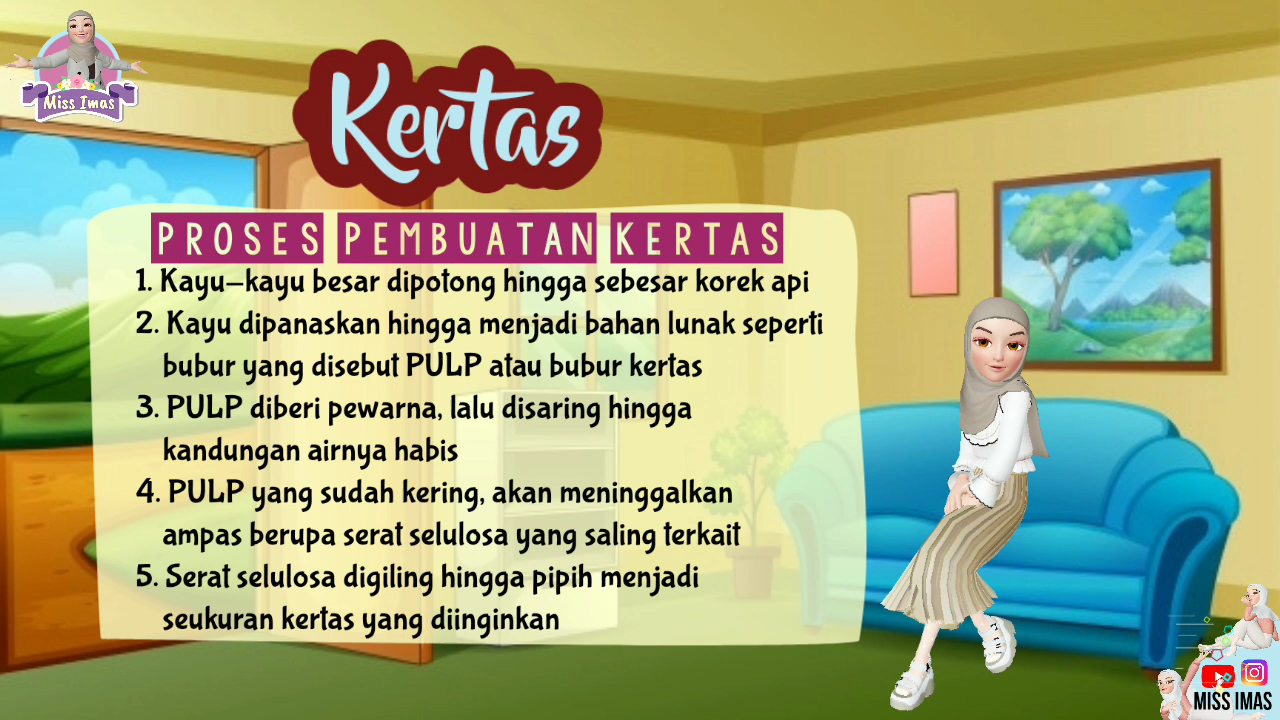 Miss Imas
Kertas
PROSES PEMBUATAN KERTAS
1. Kayu-kayu besar dipotong hingga sebesar korek api
2. Kayu dipanaskan hingga menjadi bahan lunak seperti
bubur yang disebut PULP atau bubur kertas
3. PULP diberi pewarna, lalu disaring hingga
kandungan airnya habis
4. PULP yang sudah kering, akan meninggalkan
ampas berupa serat selulosa yang saling terkait
5. Serat selulosa digiling hingga pipih menjadi
seukuran kertas yang diinginkan
MISS IMAS